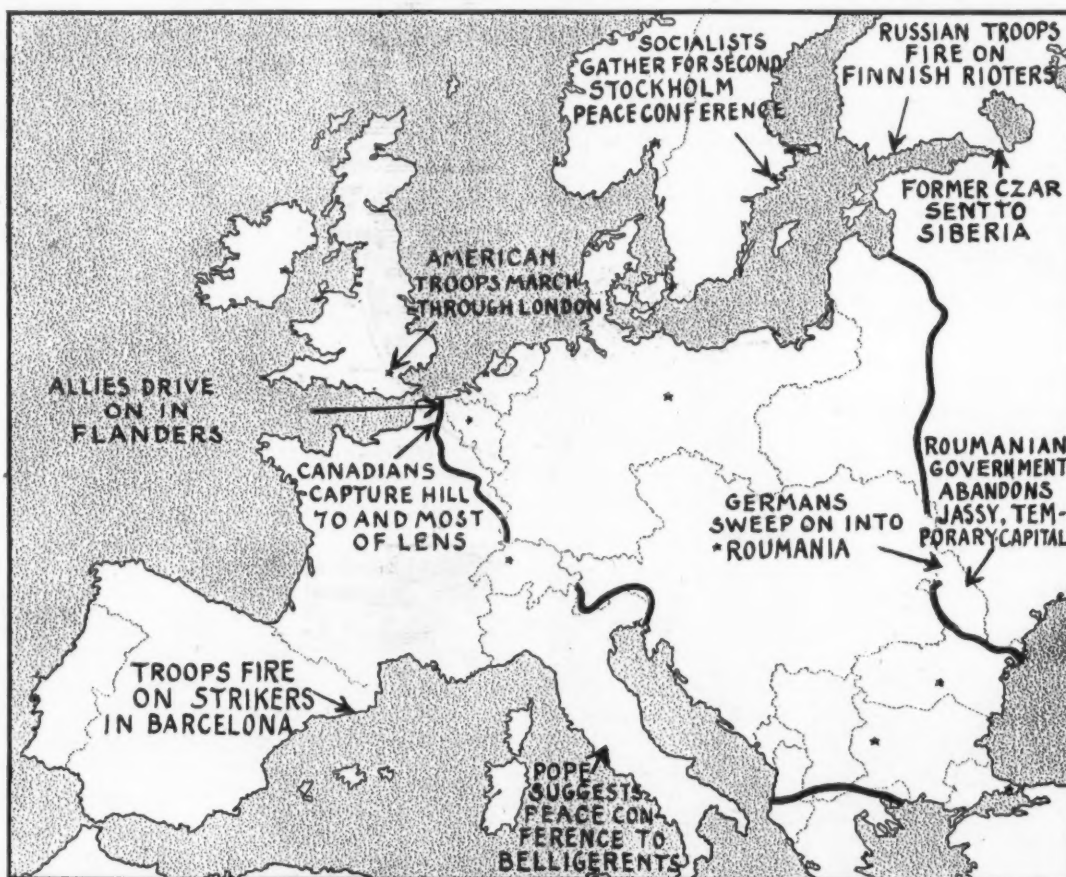 SOCIALISTS
GATHER FOR SECOND
STOCKHOLM
PEACE CONFERENCE
RUSSIAN TROOPS
FIRE ON
FINNISH RIOTERS
FORMER CZAR
SENT TO
SIBERIA
AMERICAN
TROOPS MARCH
THROUGH LONDON
ALLIES DRIVE
ON IN
FLANDERS
CANADIANS
CAPTURE HILL
70 AND MOST
OF LENS
GERMANS
SWEEP ON INTO
ROUMANIA
ROUMANIAN
GOVERNMENT
ABANDONS
JASSY, TEM-
PORARY CAPITAL
TROOPS FIRE
ON STRIKERS
IN BARCELONA
POPE
SUGGESTS
PEACE CON-
FERENCE TO
BELLIGERENTS